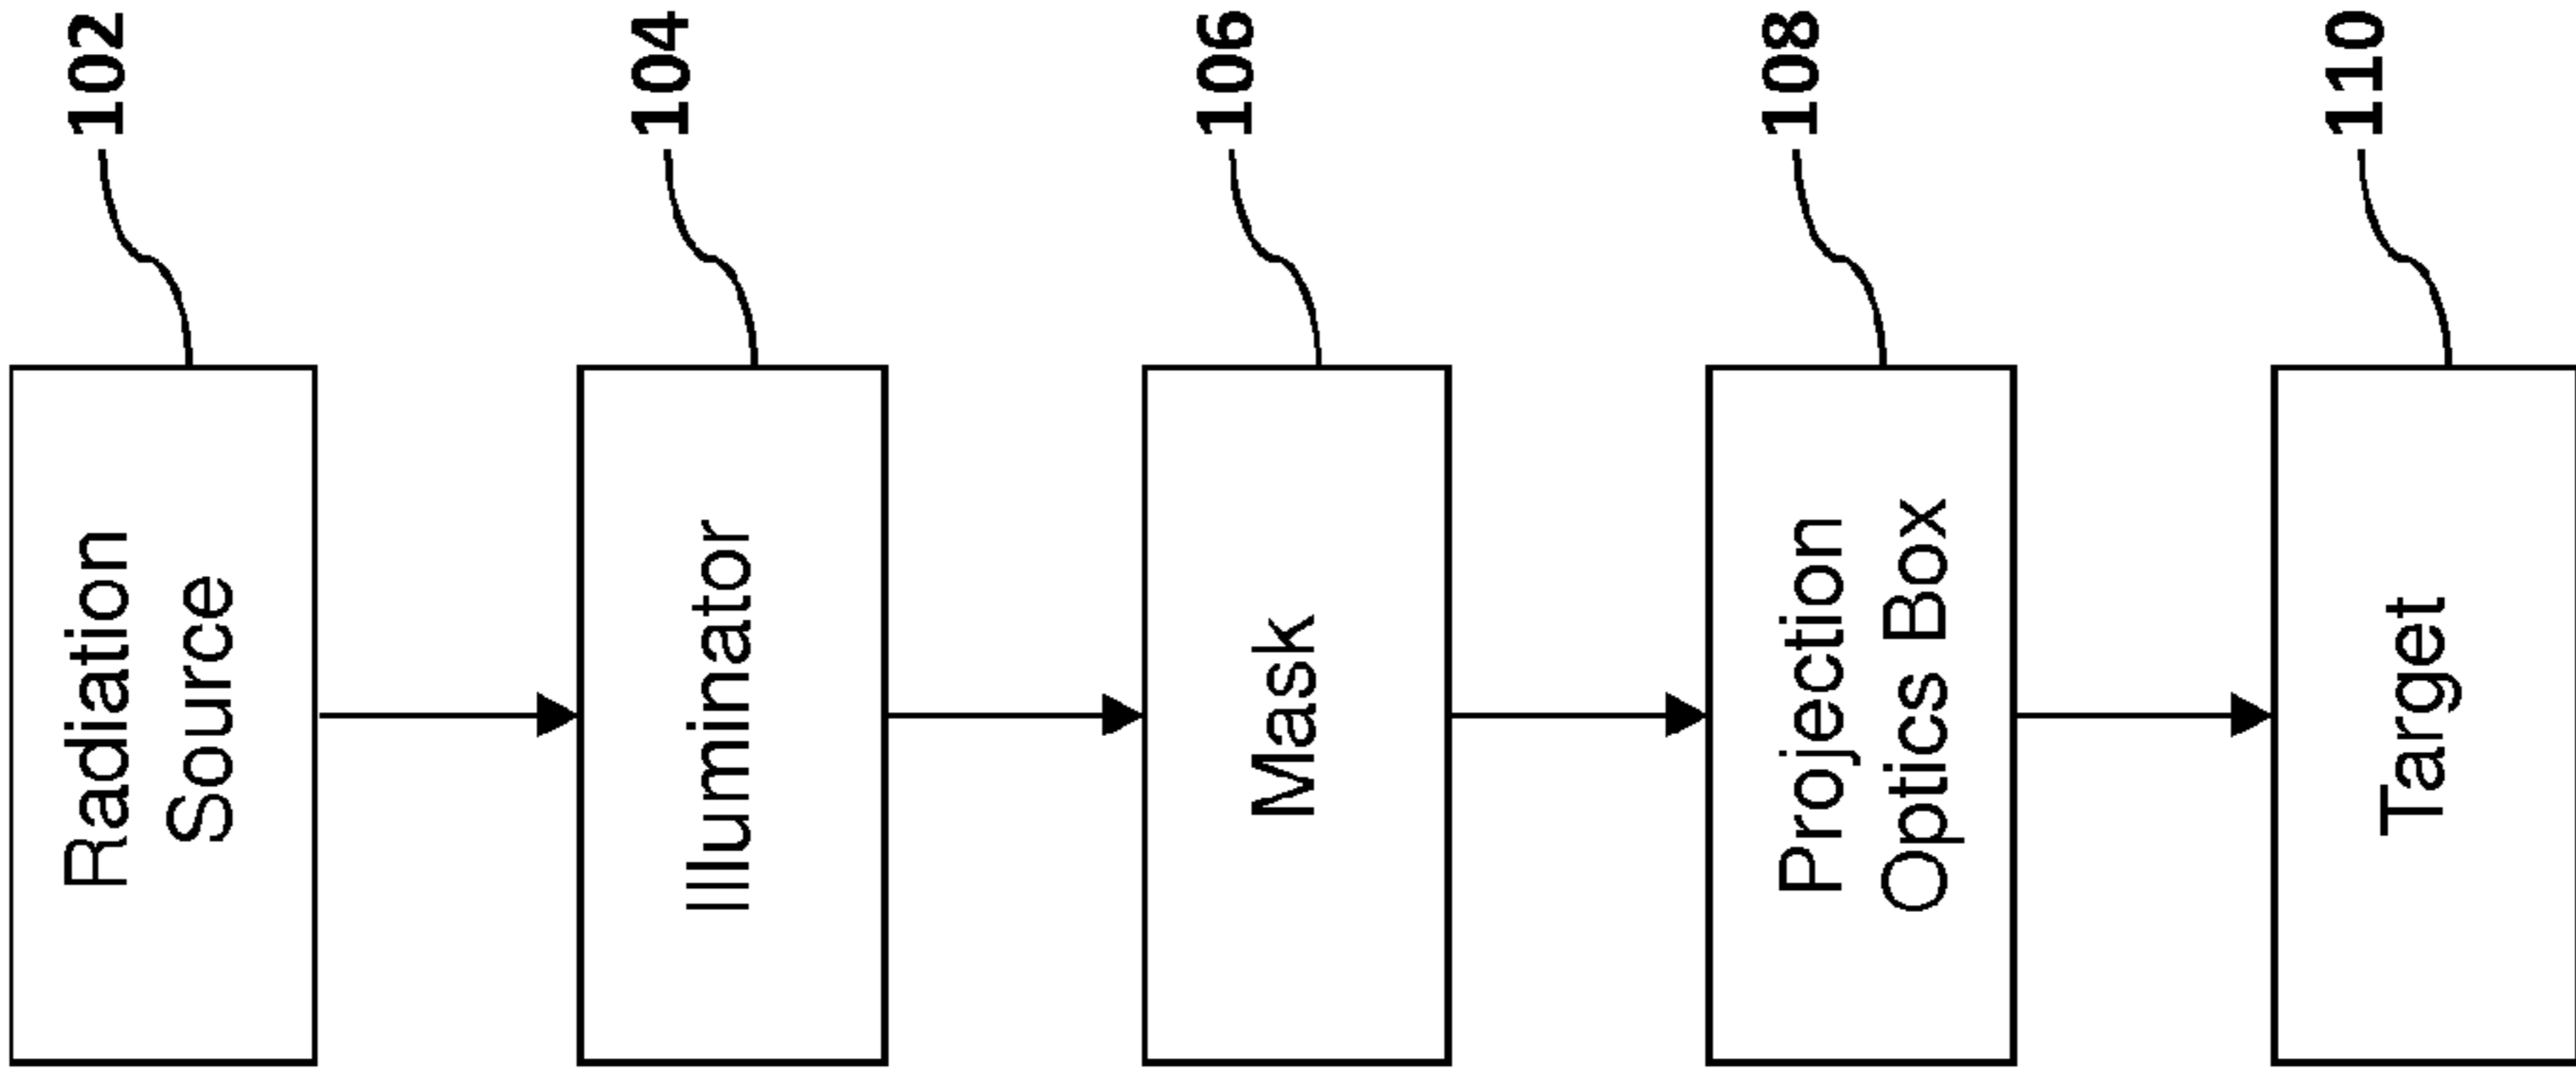 Radiation
Source
102
Illuminator
104
Mask
106
Projection
Optics Box
108
Target
110